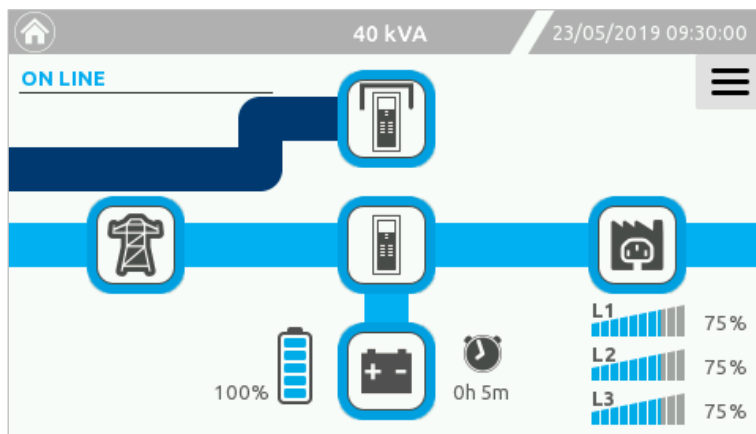 40 kVA
23/05/2019 09:30:00
ON LINE
100%
0h 5m
L1 75%
L2 75%
L3 75%